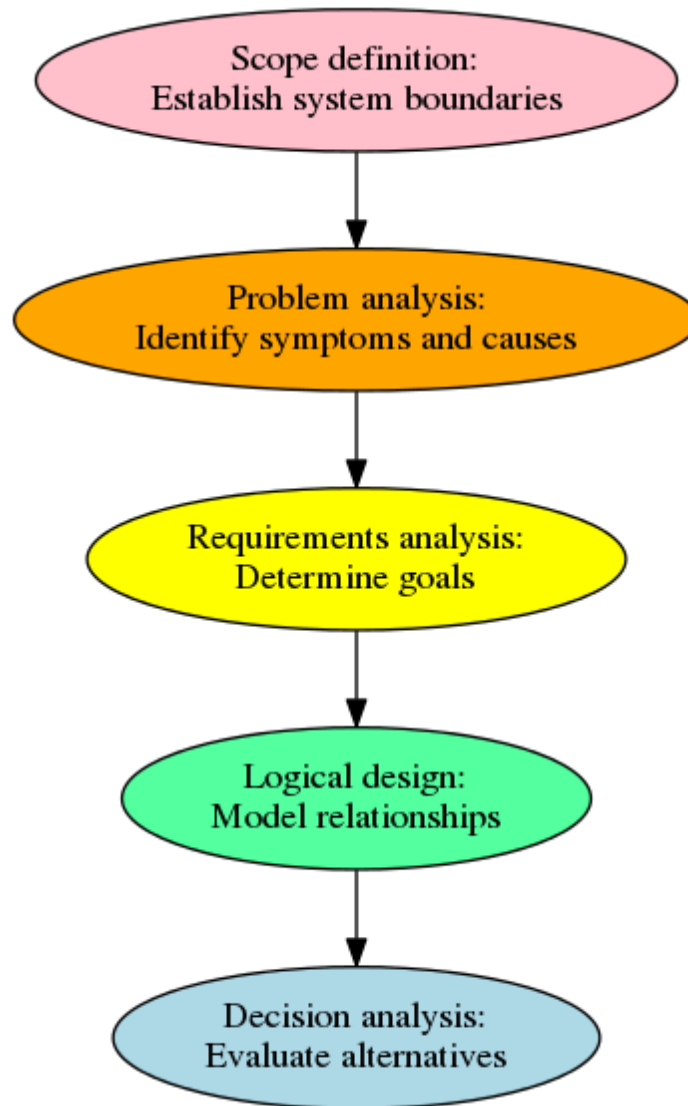 Scope definition:
Establish system boundaries
Problem analysis:
Identify symptoms and causes
Requirements analysis:
Determine goals
Logical design:
Model relationships
Decision analysis:
Evaluate alternatives